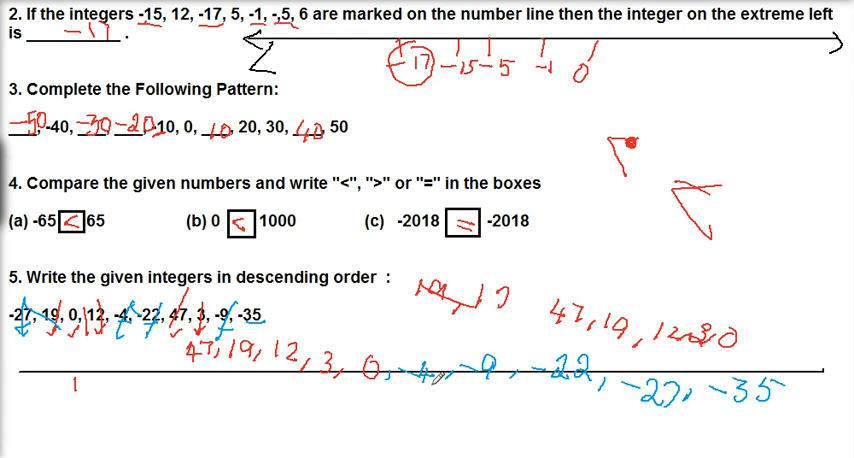 2. If the integers -15, 12, -17, 5, -1, -,5, 6 are marked on the number line then the integer on the extreme left
is -17 .
-17 -15 -5 -1 0
3. Complete the Following Pattern:
-50, -40, -30 -20, -10, 0, 10, 20, 30, 40, 50
4. Compare the given numbers and write "<", ">" or "=" in the boxes
(a) -65 < 65 (b) 0 < 1000 (c) -2018 = -2018
5. Write the given integers in descending order :
-27, 19, 0, 12, -4, -22, 47, 3, -9, -35
47, 19, 12, 3, 0
47, 19, 12, 3, 0, -4, -9, -22, -27, -35